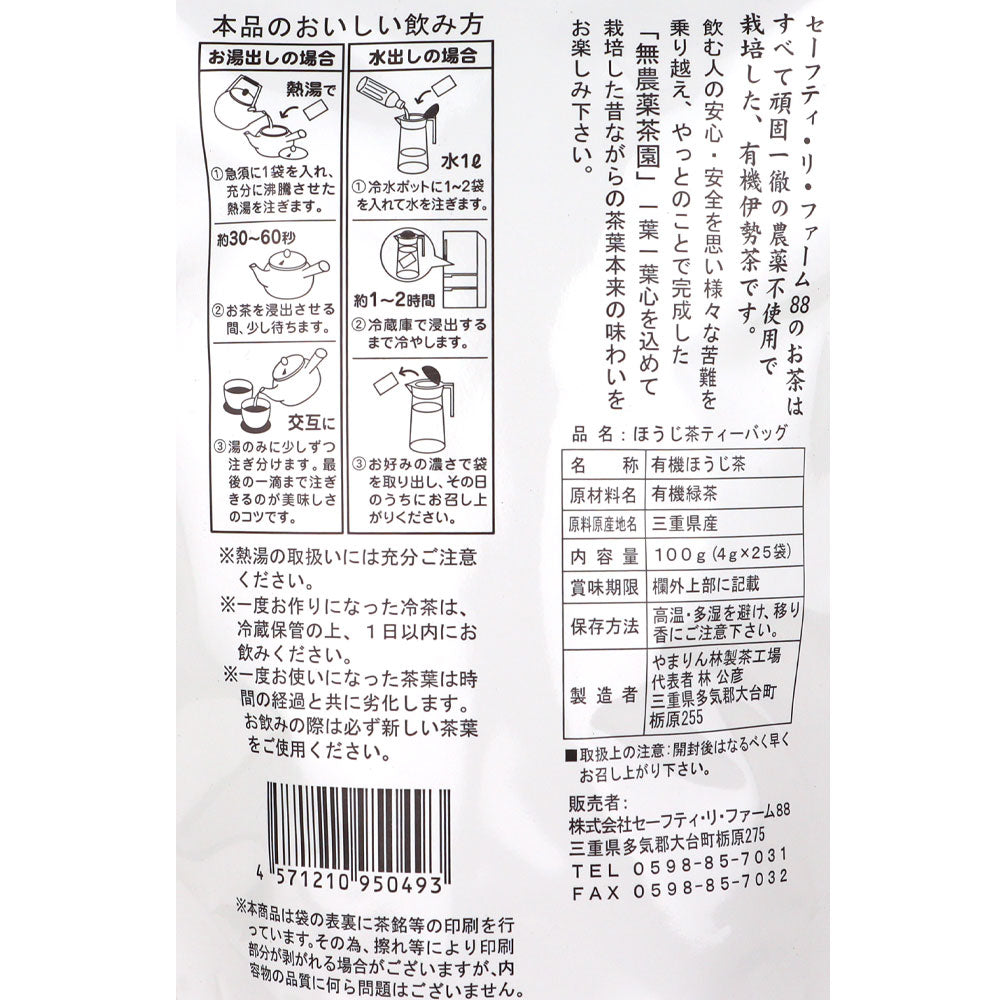 セーフティ・リ・ファーム88のお茶は
すべて頑固一徹の農薬不使用で
栽培した、有機伊勢茶です。
飲む人の安心・安全を思い様々な苦難を
乗り越え、やっとのことで完成した
「無農薬茶園」一葉一葉心を込めて
栽培した昔ながらの茶葉本来の味わいを
お楽しみ下さい。
本品のおいしい飲み方
お湯出しの場合
熱湯で
①急須に1袋を入れ、
充分に沸騰させた
熱湯を注ぎます。
約30~60秒
②お茶を浸出させる
間、少し待ちます。
交互に
③湯のみに少しずつ
注ぎ分けます。最
後の一滴まで注ぎ
きるのが美味しさ
のコツです。
水出しの場合
水1ℓ
①冷水ポットに1~2袋
を入れて水を注ぎます。
約1~2時間
②冷蔵庫で浸出する
まで冷やします。
③お好みの濃さで袋
を取り出し、その日
のうちにお召し上
がりください。
※熱湯の取扱いには充分ご注意
ください。
※一度お作りになった冷茶は、
冷蔵保管の上、1日以内にお
飲みください。
※一度お使いになった茶葉は時
間の経過と共に劣化します。
お飲みの際は必ず新しい茶葉
をご使用ください。
4 571210 950493
※本商品は袋の表裏に茶銘等の印刷を行
っています。その為、擦れ等により印刷
部分が剥がれる場合がございますが、内
容物の品質に何ら問題はございません。
品 名：ほうじ茶ティーバッグ
名 称 有機ほうじ茶
原材料名 有機緑茶
原料原産地名 三重県産
内容量 100g(4g×25袋)
賞味期限 欄外上部に記載
保存方法 高温・多湿を避け、移り
香にご注意下さい。
製造者 やまりん林製茶工場
代表者 林 公彦
三重県多気郡大台町
栃原255
■取扱上の注意：開封後はなるべく早く
お召し上がり下さい。
販売者：
株式会社セーフティ・リ・ファーム88
三重県多気郡大台町栃原275
TEL 0598-85-7031
FAX 0598-85-7032